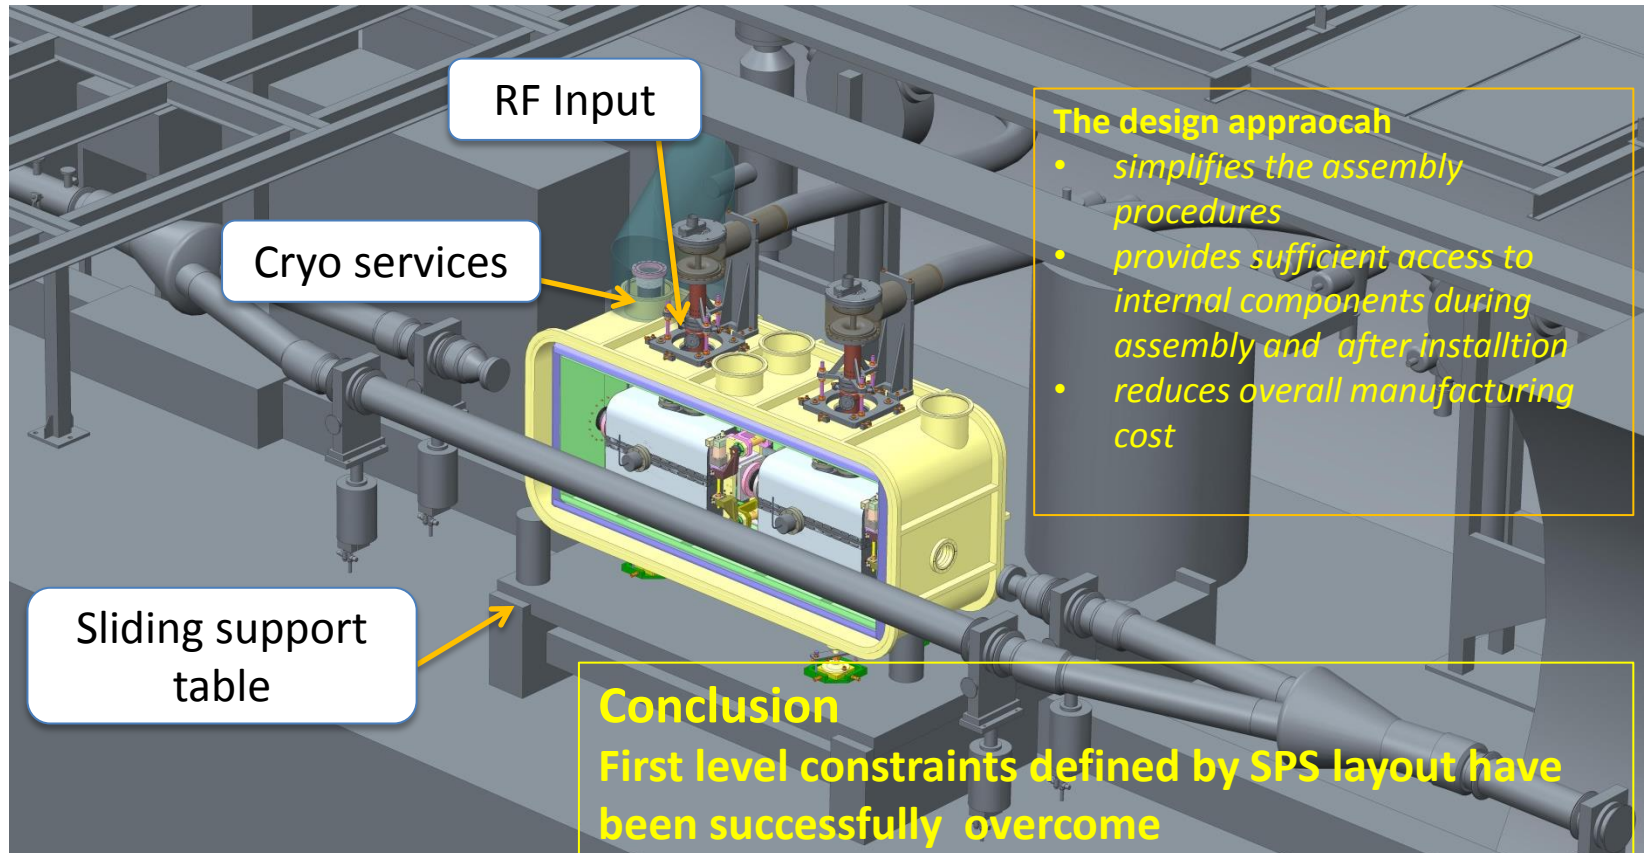 RF Input
Cryo services
Sliding support
table
The design appraocah
• simplifies the assembly
procedures
• provides sufficient access to
internal components during
assembly and after installtion
• reduces overall manufacturing
cost
Conclusion
First level constraints defined by SPS layout have
been successfully overcome